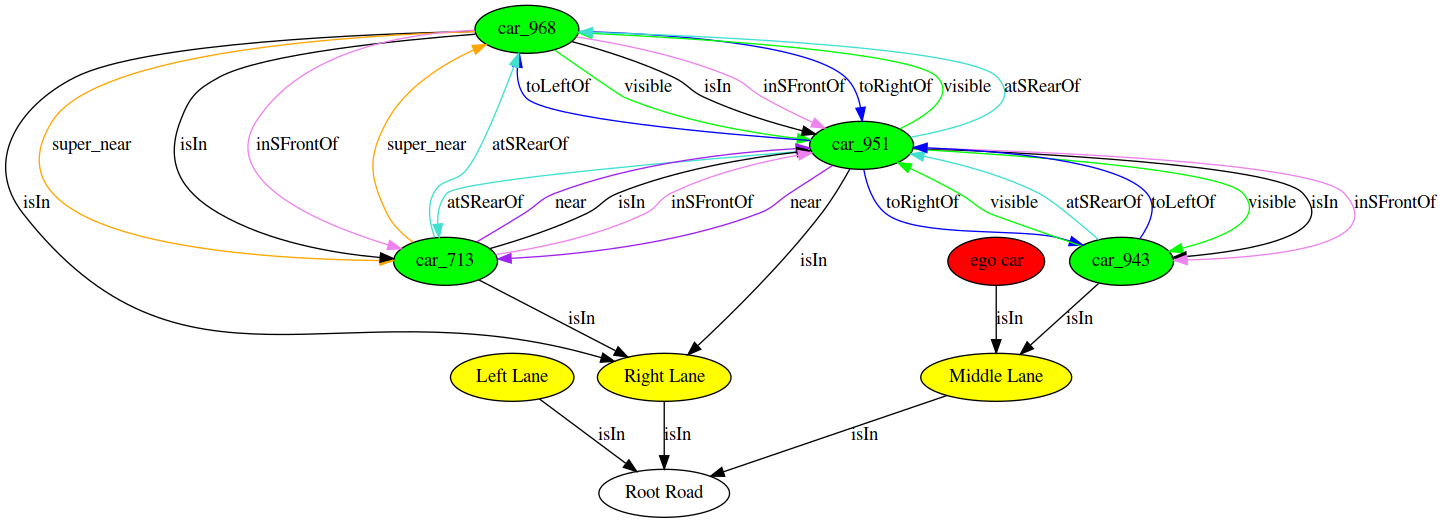 car_968
toLeftOf
visible
isIn
inSFrontOf
toRightOf
visible
atSRearOf
super_near
isIn
inSFrontOf
super_near
atSRearOf
car_951
isIn
atSRearOf
near
isIn
inSFrontOf
near
toRightOf
visible
atSRearOf
toLeftOf
visible
isIn
inSFrontOf
car_713
isIn
ego car
car_943
isIn
isIn
isIn
Left Lane
Right Lane
Middle Lane
isIn
isIn
isIn
Root Road